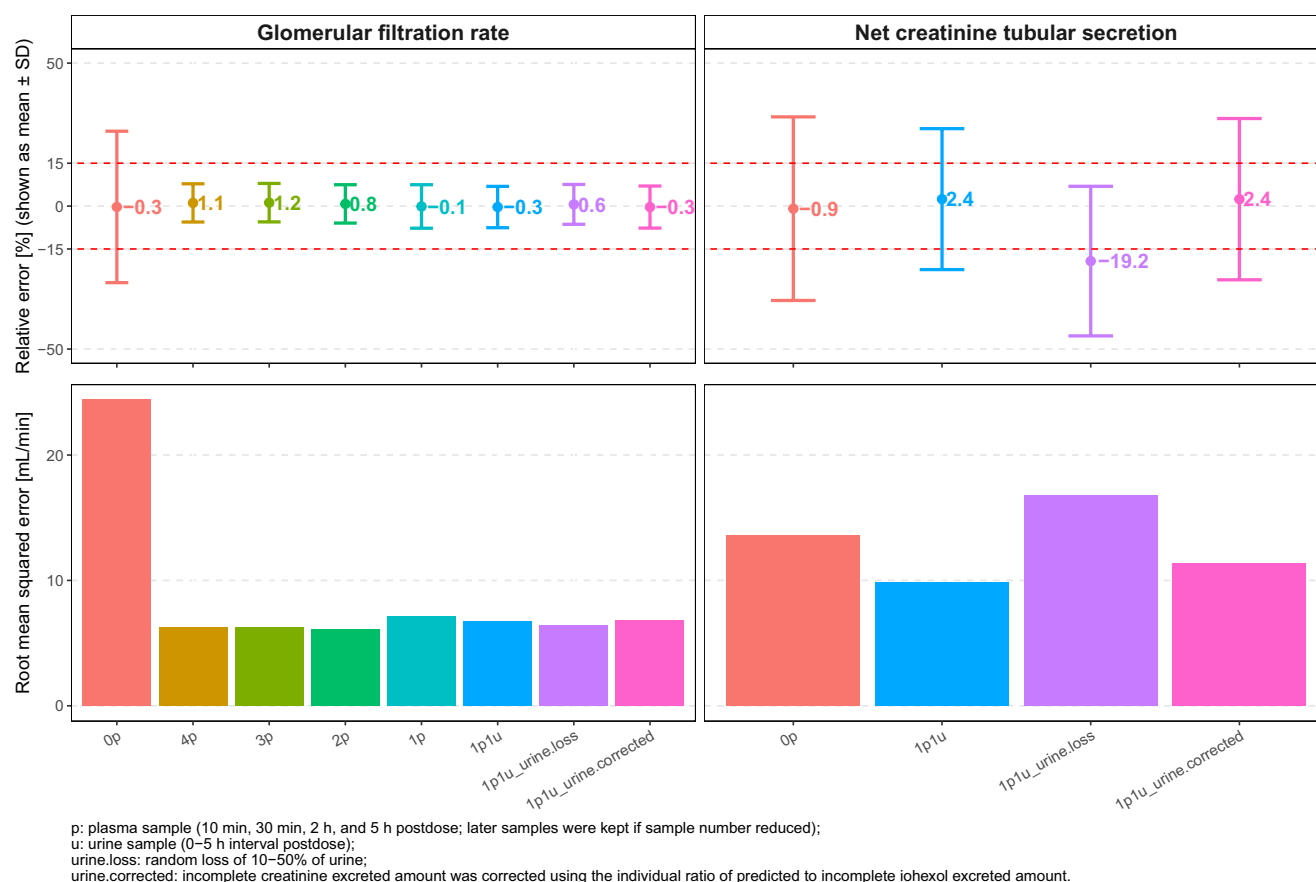 Glomerular filtration rate
Net creatinine tubular secretion
Relative error [%] (shown as mean ± SD)
50
15
0
−15
−50
−0.3
1.1
1.2
0.8
−0.1
−0.3
0.6
−0.3
−0.9
2.4
−19.2
2.4
Root mean squared error [mL/min]
20
10
0
0p
4p
3p
2p
1p
1p1u
1p1u_urine.loss
1p1u_urine.corrected
0p
1p1u
1p1u_urine.loss
1p1u_urine.corrected
p: plasma sample (10 min, 30 min, 2 h, and 5 h postdose; later samples were kept if sample number reduced);
u: urine sample (0−5 h interval postdose);
urine.loss: random loss of 10−50% of urine;
urine.corrected: incomplete creatinine excreted amount was corrected using the individual ratio of predicted to incomplete iohexol excreted amount.